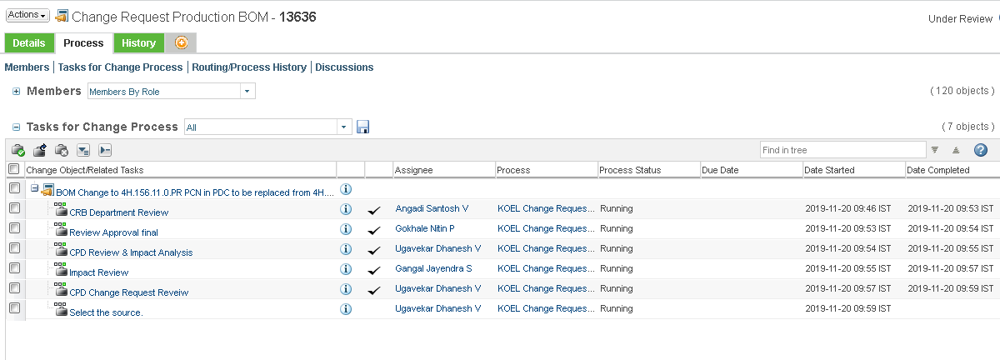 Actions Change Request Production BOM - 13636
Under Review
Details Process History
Members Tasks for Change Process Routing/Process History Discussions
Members Members By Role (120 objects)
Tasks for Change Process All (7 objects)
Find in tree
Change Object/Related Tasks Assignee Process Process Status Due Date Date Started Date Completed
BOM Change to 4H.156.11.0.PR PCN in PDC to be replaced from 4H....
CRB Department Review Angadi Santosh V KOEL Change Reques... Running 2019-11-20 09:46 IST 2019-11-20 09:53 IST
Review Approval final Gokhale Nitin P KOEL Change Reques... Running 2019-11-20 09:53 IST 2019-11-20 09:54 IST
CPD Review & Impact Analysis Ugavekar Dhanesh V KOEL Change Reques... Running 2019-11-20 09:54 IST 2019-11-20 09:55 IST
Impact Review Gangal Jayendra S KOEL Change Reques... Running 2019-11-20 09:55 IST 2019-11-20 09:57 IST
CPD Change Request Reveiw Ugavekar Dhanesh V KOEL Change Reques... Running 2019-11-20 09:57 IST 2019-11-20 09:59 IST
Select the source. Ugavekar Dhanesh V KOEL Change Reques... Running 2019-11-20 09:59 IST